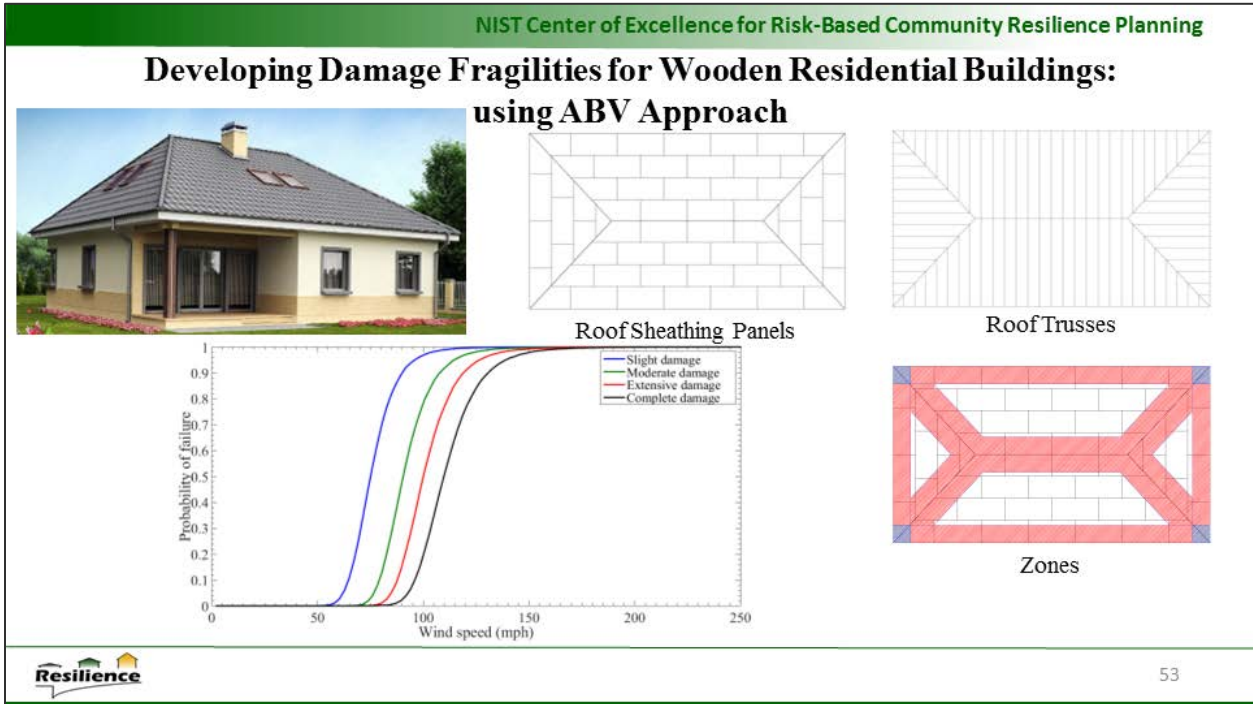 NIST Center of Excellence for Risk-Based Community Resilience Planning
Developing Damage Fragilities for Wooden Residential Buildings:
using ABV Approach
Roof Sheathing Panels
Roof Trusses
Probability of failure
1
0.9
0.8
0.7
0.6
0.5
0.4
0.3
0.2
0.1
0
Slight damage
Moderate damage
Extensive damage
Complete damage
0 50 100 150 200 250
Wind speed (mph)
Zones
Resilience
53